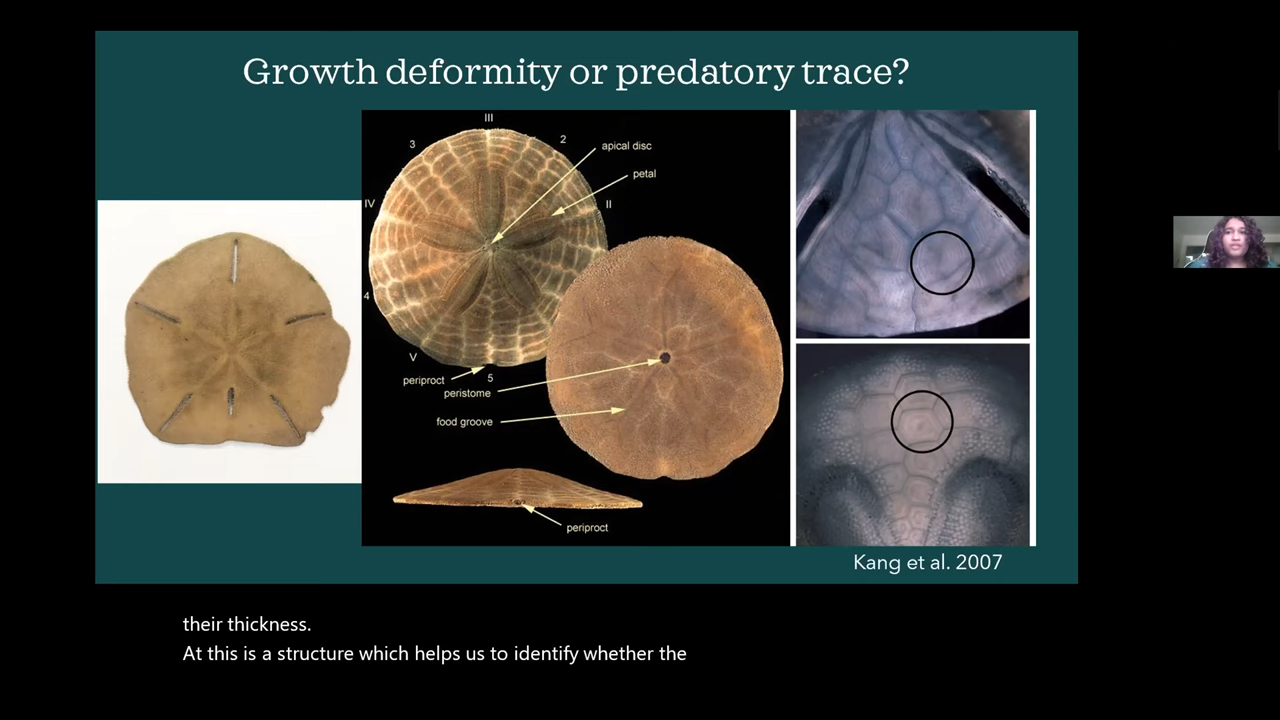 Growth deformity or predatory trace?
III
3
2
apical disc
petal
IV
II
4
V
periproct
5
peristome
food groove
periproct
Kang et al. 2007
their thickness.
At this is a structure which helps us to identify whether the